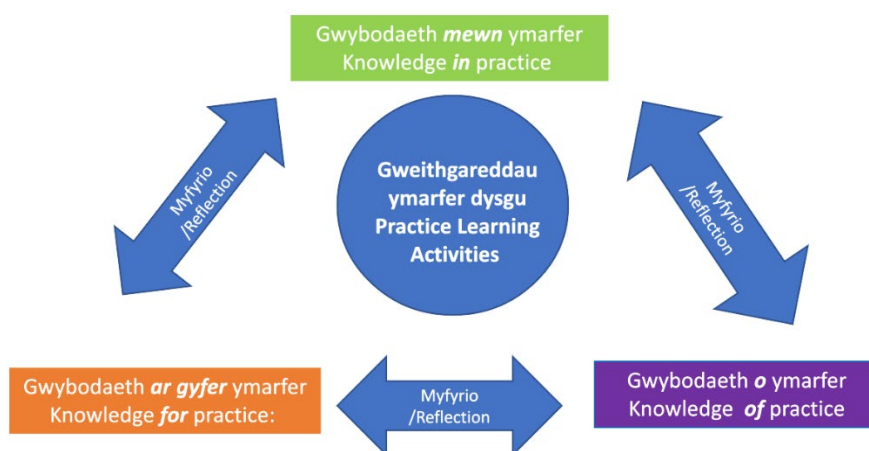 Gwybodaeth mewn ymarfer
Knowledge in practice
Myfyrio
/Reflection
Gweithgareddau
ymarfer dysgu
Practice Learning
Activities
Myfyrio
/Reflection
Gwybodaeth ar gyfer ymarfer
Knowledge for practice:
Myfyrio
/Reflection
Gwybodaeth o ymarfer
Knowledge of practice